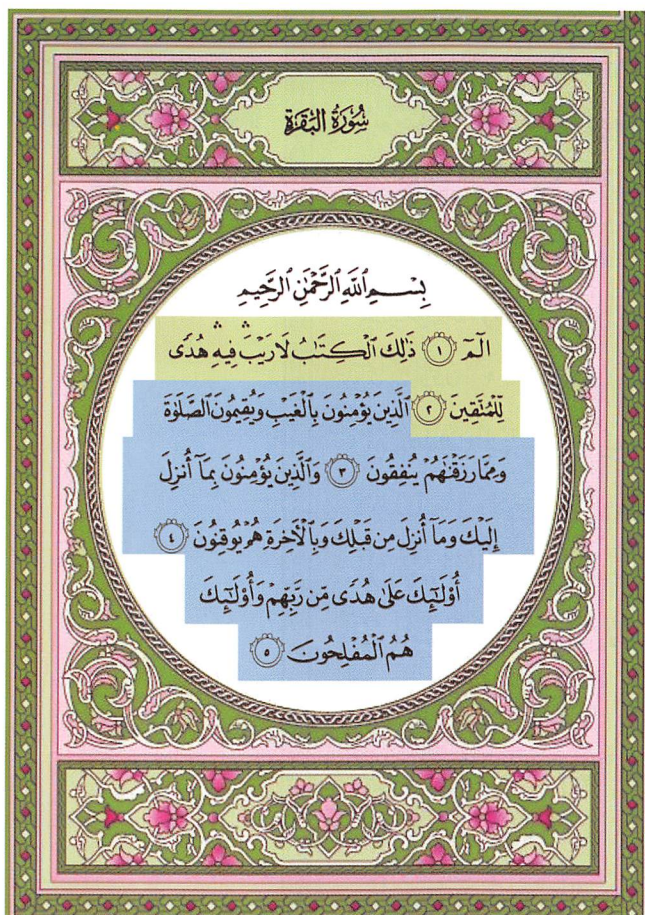 سُورَةُ البَقَرَةِ
بِسْمِ ٱللَّهِ ٱلرَّحْمَٰنِ ٱلرَّحِيمِ
الٓمٓ ۝١ ذَٰلِكَ ٱلْكِتَٰبُ لَا رَيْبَ ۛ فِيهِ ۛ هُدًى
لِّلْمُتَّقِينَ ۝٢ ٱلَّذِينَ يُؤْمِنُونَ بِٱلْغَيْبِ وَيُقِيمُونَ ٱلصَّلَوٰةَ
وَمِمَّا رَزَقْنَٰهُمْ يُنفِقُونَ ۝٣ وَٱلَّذِينَ يُؤْمِنُونَ بِمَآ أُنزِلَ
إِلَيْكَ وَمَآ أُنزِلَ مِن قَبْلِكَ وَبِٱلْءَاخِرَةِ هُمْ يُوقِنُونَ ۝٤
أُو۟لَٰٓئِكَ عَلَىٰ هُدًى مِّن رَّبِّهِمْ وَأُو۟لَٰٓئِكَ
هُمُ ٱلْمُفْلِحُونَ ۝٥